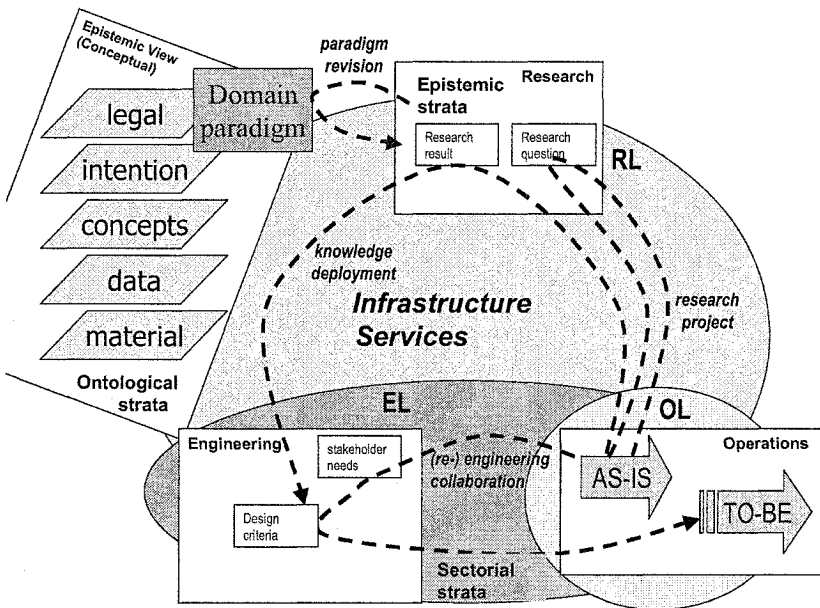 Epistemic View
(Conceptual)
legal
intention
concepts
data
material
Ontological
strata
Domain
paradigm
paradigm
revision
Epistemic
strata
Research
Research
result
Research
question
RL
knowledge
deployment
Infrastructure
Services
research
project
EL
OL
Engineering
stakeholder
needs
Design
criteria
(re-) engineering
collaboration
Operations
AS-IS
TO-BE
Sectorial
strata